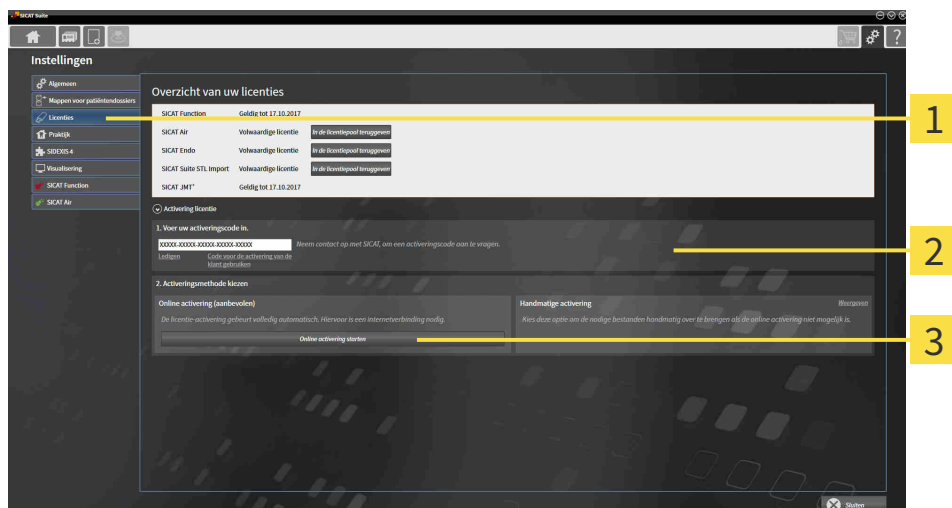 SICAT Suite
?
Instellingen
Algemeen
Mappen voor patiëntendossiers
Licenties
Praktijk
SIDEXIS 4
Visualisering
SICAT Function
SICAT Air
Overzicht van uw licenties
SICAT Function Geldig tot 17.10.2017
SICAT Air Volwaardige licentie In de licentiepool teruggeven
SICAT Endo Volwaardige licentie In de licentiepool teruggeven
SICAT Suite STL Import Volwaardige licentie In de licentiepool teruggeven
SICAT JMT+ Geldig tot 17.10.2017
Activering licentie
1. Voer uw activeringscode in.
XXXXX-XXXXX-XXXXX-XXXXX-XXXXX Neem contact op met SICAT, om een activeringscode aan te vragen.
Ledigen Code voor de activering van de
klant gebruiken
2. Activeringsmethode kiezen
Online activering (aanbevolen)
De licentie-activering gebeurt volledig automatisch. Hiervoor is een internetverbinding nodig.
Online activering starten
Handmatige activering Weergeven
Kies deze optie om de nodige bestanden handmatig over te brengen als de online activering niet mogelijk is.
Sluiten
1
2
3